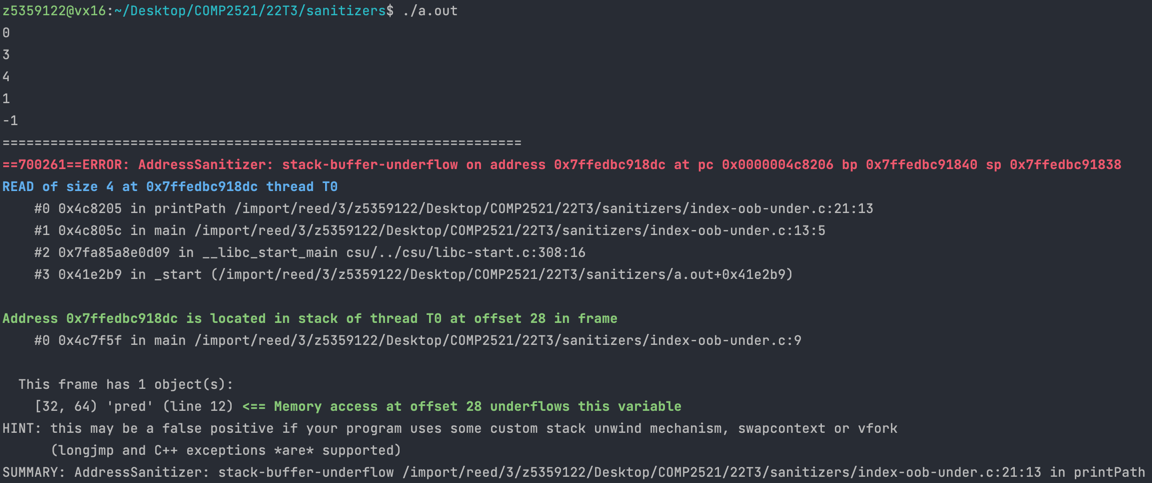 z5359122@vx16:~/Desktop/COMP2521/22T3/sanitizers$ ./a.out
0
3
4
1
-1
=================================================================
==700261==ERROR: AddressSanitizer: stack-buffer-underflow on address 0x7ffedbc918dc at pc 0x0000004c8206 bp 0x7ffedbc91840 sp 0x7ffedbc91838
READ of size 4 at 0x7ffedbc918dc thread T0
    #0 0x4c8205 in printPath /import/reed/3/z5359122/Desktop/COMP2521/22T3/sanitizers/index-oob-under.c:21:13
    #1 0x4c805c in main /import/reed/3/z5359122/Desktop/COMP2521/22T3/sanitizers/index-oob-under.c:13:5
    #2 0x7fa85a8e0d09 in __libc_start_main csu/../csu/libc-start.c:308:16
    #3 0x41e2b9 in _start (/import/reed/3/z5359122/Desktop/COMP2521/22T3/sanitizers/a.out+0x41e2b9)

Address 0x7ffedbc918dc is located in stack of thread T0 at offset 28 in frame
    #0 0x4c7f5f in main /import/reed/3/z5359122/Desktop/COMP2521/22T3/sanitizers/index-oob-under.c:9

  This frame has 1 object(s):
    [32, 64) 'pred' (line 12) <== Memory access at offset 28 underflows this variable
HINT: this may be a false positive if your program uses some custom stack unwind mechanism, swapcontext or vfork
      (longjmp and C++ exceptions *are* supported)
SUMMARY: AddressSanitizer: stack-buffer-underflow /import/reed/3/z5359122/Desktop/COMP2521/22T3/sanitizers/index-oob-under.c:21:13 in printPath